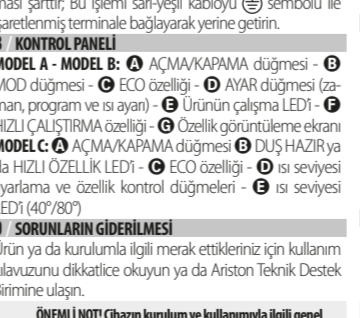 ması şarttır; Bu işlemi sarı-yeşil kabloyu sembolü ile
işaretlenmiş terminale bağlayarak yerine getirin.
/ KONTROL PANELİ
MODEL A - MODEL B: A AÇMA/KAPAMA düğmesi - B
MOD düğmesi - C ECO özelliği - D AYAR düğmesi (za-
man, program ve ısı ayarı) - E Ürünün çalışma LED'i - F
HIZLI ÇALIŞTIRMA özelliği - G Özellik görüntüleme ekranı
MODEL C: A AÇMA/KAPAMA düğmesi B DUŞ HAZIR ya
da HIZLI ÖZELLİK LED'i - C ECO özelliği - D ısı seviyesi
ayarlama ve özellik kontrol düğmeleri - E ısı seviyesi
LED'i (40°/80°)
/ SORUNLARIN GİDERİLMESİ
Ürün ya da kurulumla ilgili merak ettikleriniz için kullanım
kılavuzunu dikkatlice okuyun ya da Ariston Teknik Destek
Birimine ulaşın.
ÖNEMLİ NOT! Cihazın kurulum ve kullanımıyla ilgili genel